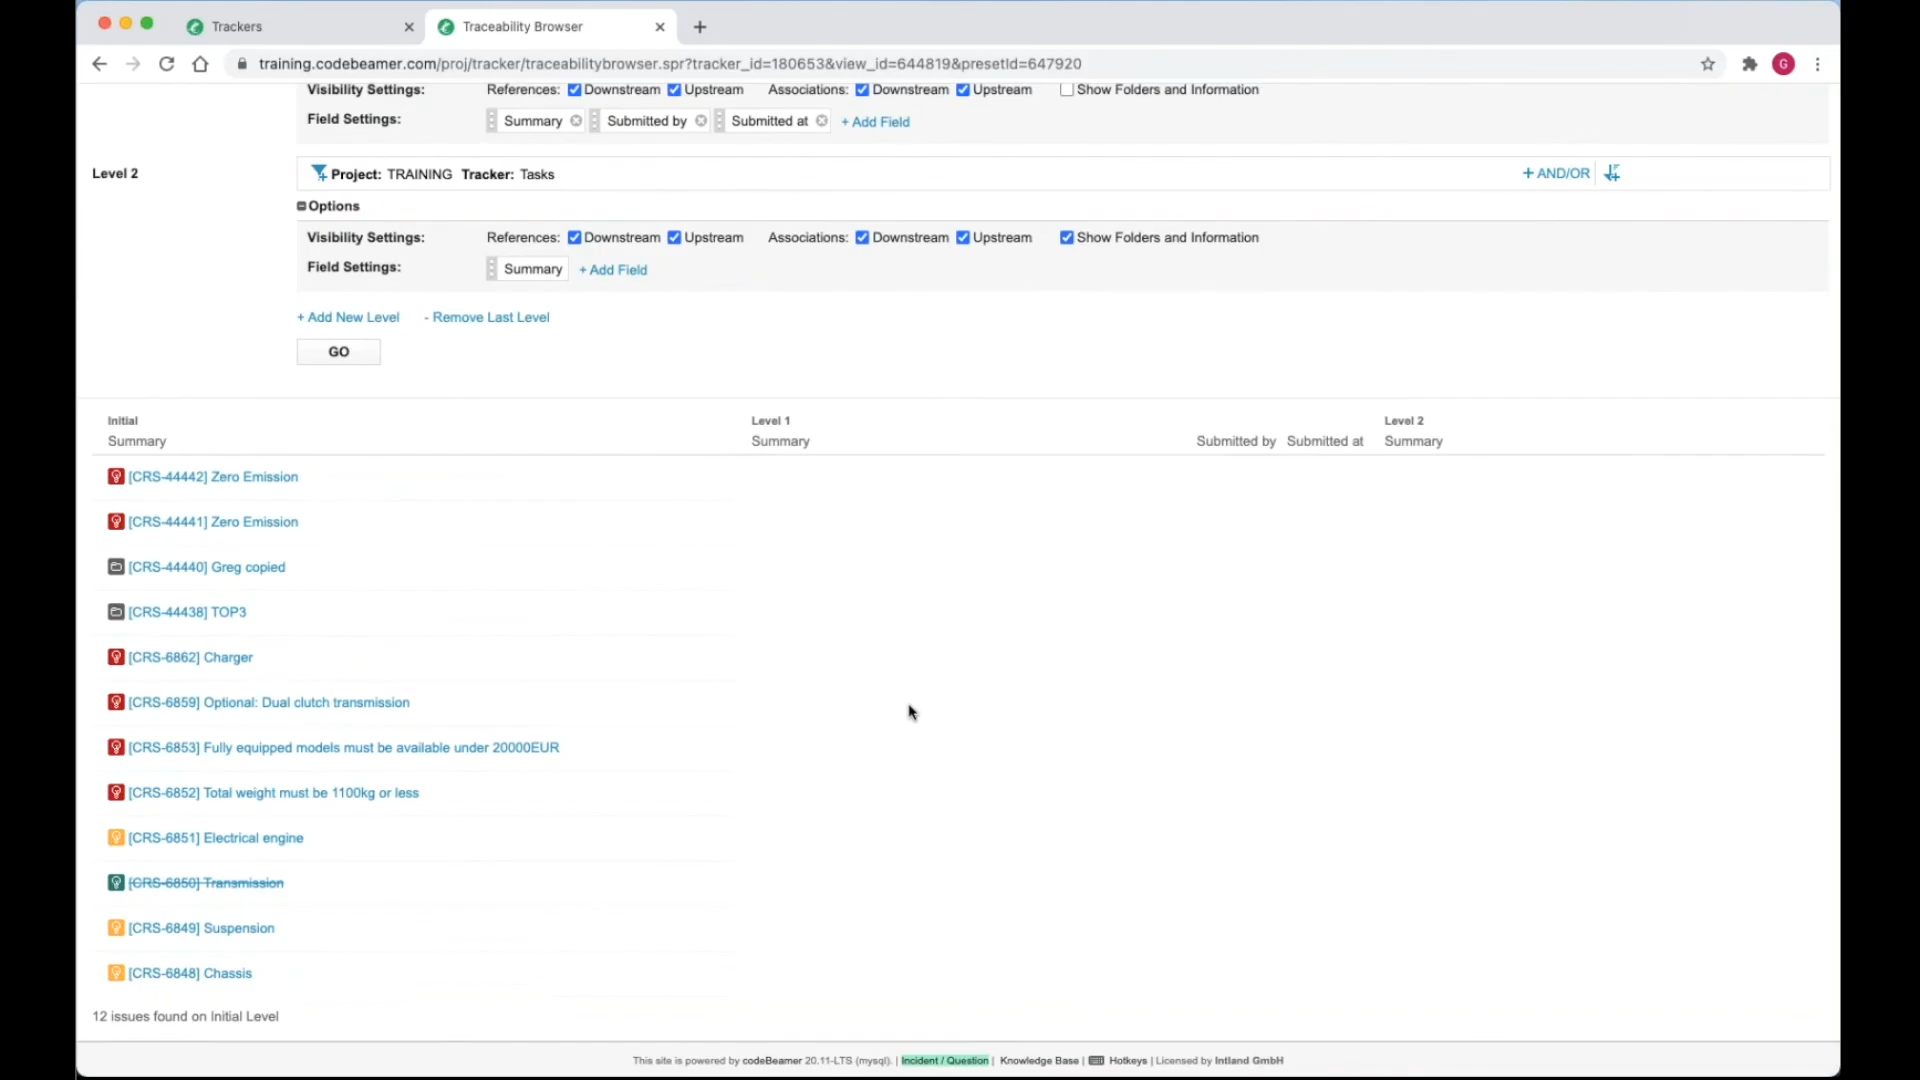 Trackers
Traceability Browser
training.codebeamer.com/proj/tracker/traceabilitybrowser.spr?tracker_id=180653&view_id=644819&presetId=647920
G
Visibility Settings: References: Downstream Upstream Associations: Downstream Upstream Show Folders and Information
Field Settings: Summary Submitted by Submitted at + Add Field
Level 2
Project: TRAINING Tracker: Tasks + AND/OR
Options
Visibility Settings: References: Downstream Upstream Associations: Downstream Upstream Show Folders and Information
Field Settings: Summary + Add Field
+ Add New Level - Remove Last Level
GO
Initial Level 1 Level 2
Summary Summary Submitted by Submitted at Summary
[CRS-44442] Zero Emission
[CRS-44441] Zero Emission
[CRS-44440] Greg copied
[CRS-44438] TOP3
[CRS-6862] Charger
[CRS-6859] Optional: Dual clutch transmission
[CRS-6853] Fully equipped models must be available under 20000EUR
[CRS-6852] Total weight must be 1100kg or less
[CRS-6851] Electrical engine
[CRS-6850] Transmission
[CRS-6849] Suspension
[CRS-6848] Chassis
12 issues found on Initial Level
This site is powered by codeBeamer 20.11-LTS (mysql). | Incident / Question | Knowledge Base | Hotkeys | Licensed by Intland GmbH